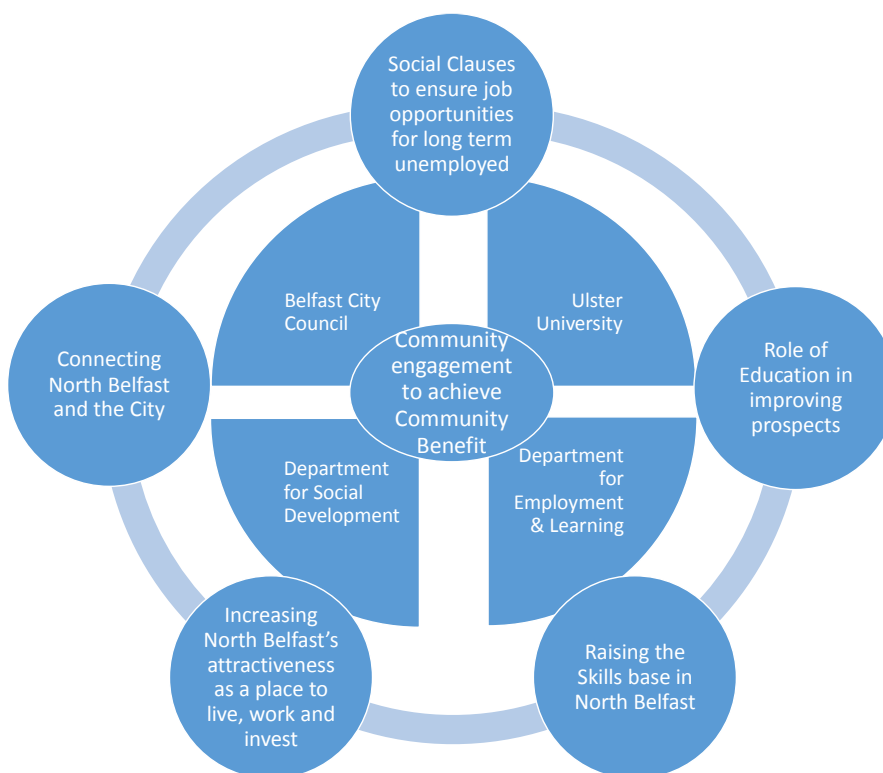 Social Clauses
to ensure job
opportunities
for long term
unemployed
Belfast City
Council
Ulster
University
Connecting
North Belfast
and the City
Community
engagement
to achieve
Community
Benefit
Role of
Education in
improving
prospects
Department
for Social
Development
Department
for
Employment
& Learning
Increasing
North Belfast’s
attractiveness
as a place to
live, work and
invest
Raising the
Skills base in
North Belfast